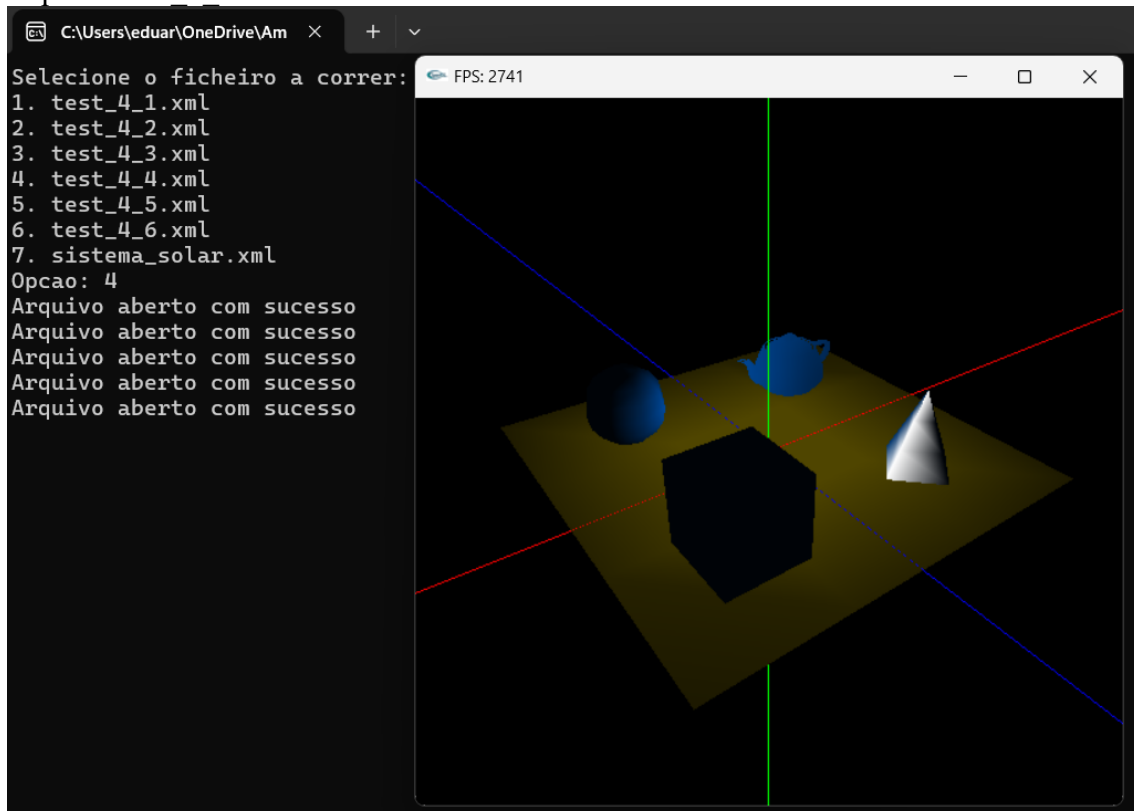 C:\Users\eduar\OneDrive\Am
Selecione o ficheiro a correr:
1. test_4_1.xml
2. test_4_2.xml
3. test_4_3.xml
4. test_4_4.xml
5. test_4_5.xml
6. test_4_6.xml
7. sistema_solar.xml
Opcao: 4
Arquivo aberto com sucesso
Arquivo aberto com sucesso
Arquivo aberto com sucesso
Arquivo aberto com sucesso
Arquivo aberto com sucesso
FPS: 2741